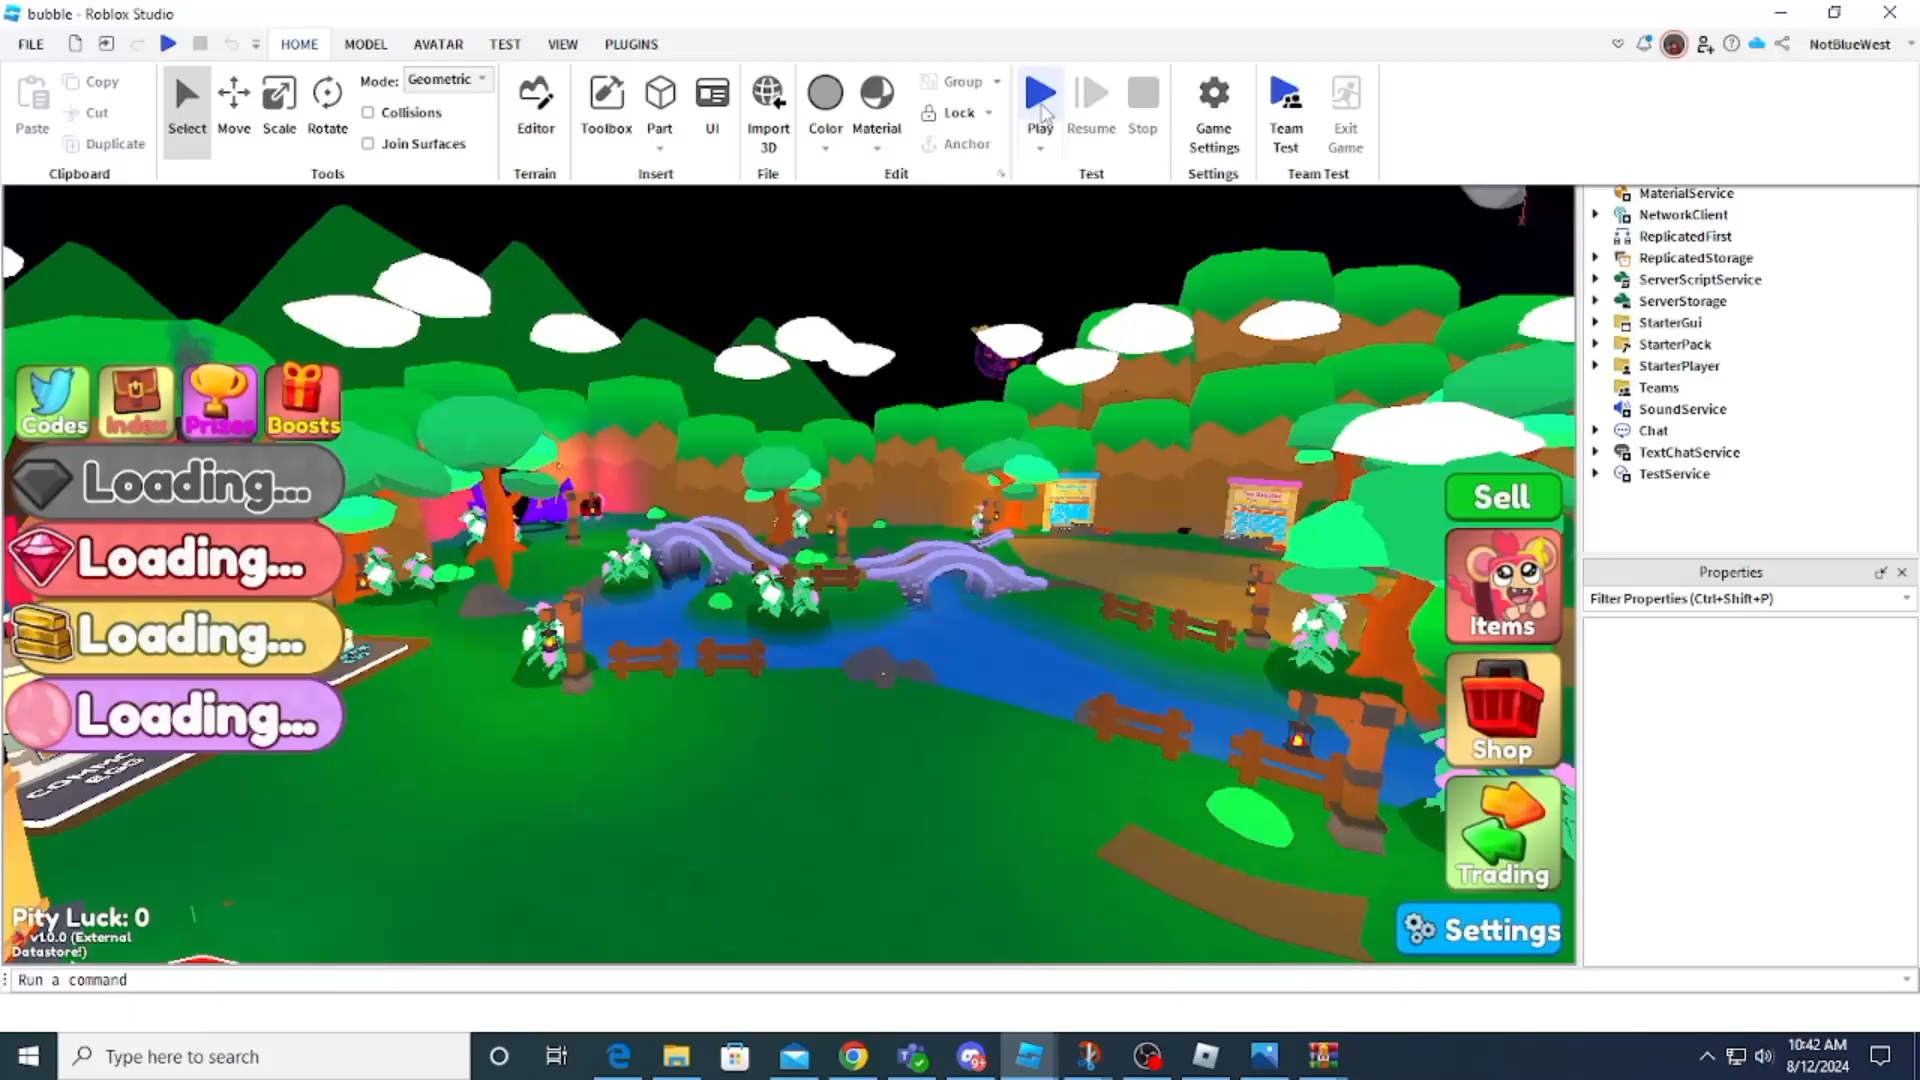 bubble - Roblox Studio
FILE HOME MODEL AVATAR TEST VIEW PLUGINS NotBlueWest
Paste Copy Cut Duplicate
Select Move Scale Rotate
Mode: Geometric
Collisions
Join Surfaces
Editor
Toolbox Part UI
Import 3D
Color Material
Group
Lock
Anchor
Play Resume Stop
Game Settings
Team Test
Exit Game
Clipboard Tools Terrain Insert File Edit Test Settings Team Test
MaterialService
NetworkClient
ReplicatedFirst
ReplicatedStorage
ServerScriptService
ServerStorage
StarterGui
StarterPack
StarterPlayer
Teams
SoundService
Chat
TextChatService
TestService
Properties
Filter Properties (Ctrl+Shift+P)
Codes Index Prizes Boosts
Loading...
Loading...
Loading...
Loading...
Sell
Items
Shop
Trading
Settings
Pity Luck: 0
v1.0.0 (External
Datastore!)
Run a command
Type here to search
9+
10:42 AM
8/12/2024